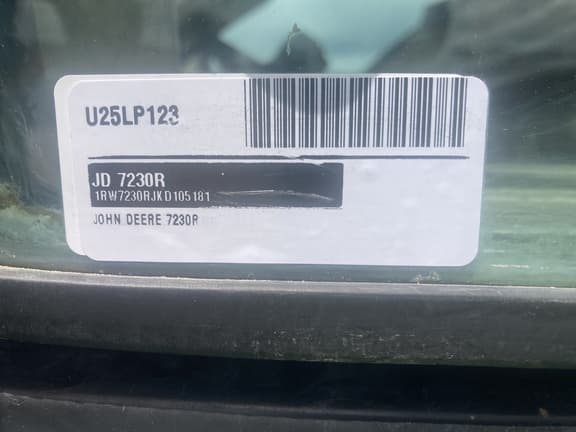 U25LP123
JD 7230R
1RW7230RJKD105181
JOHN DEERE 7230R